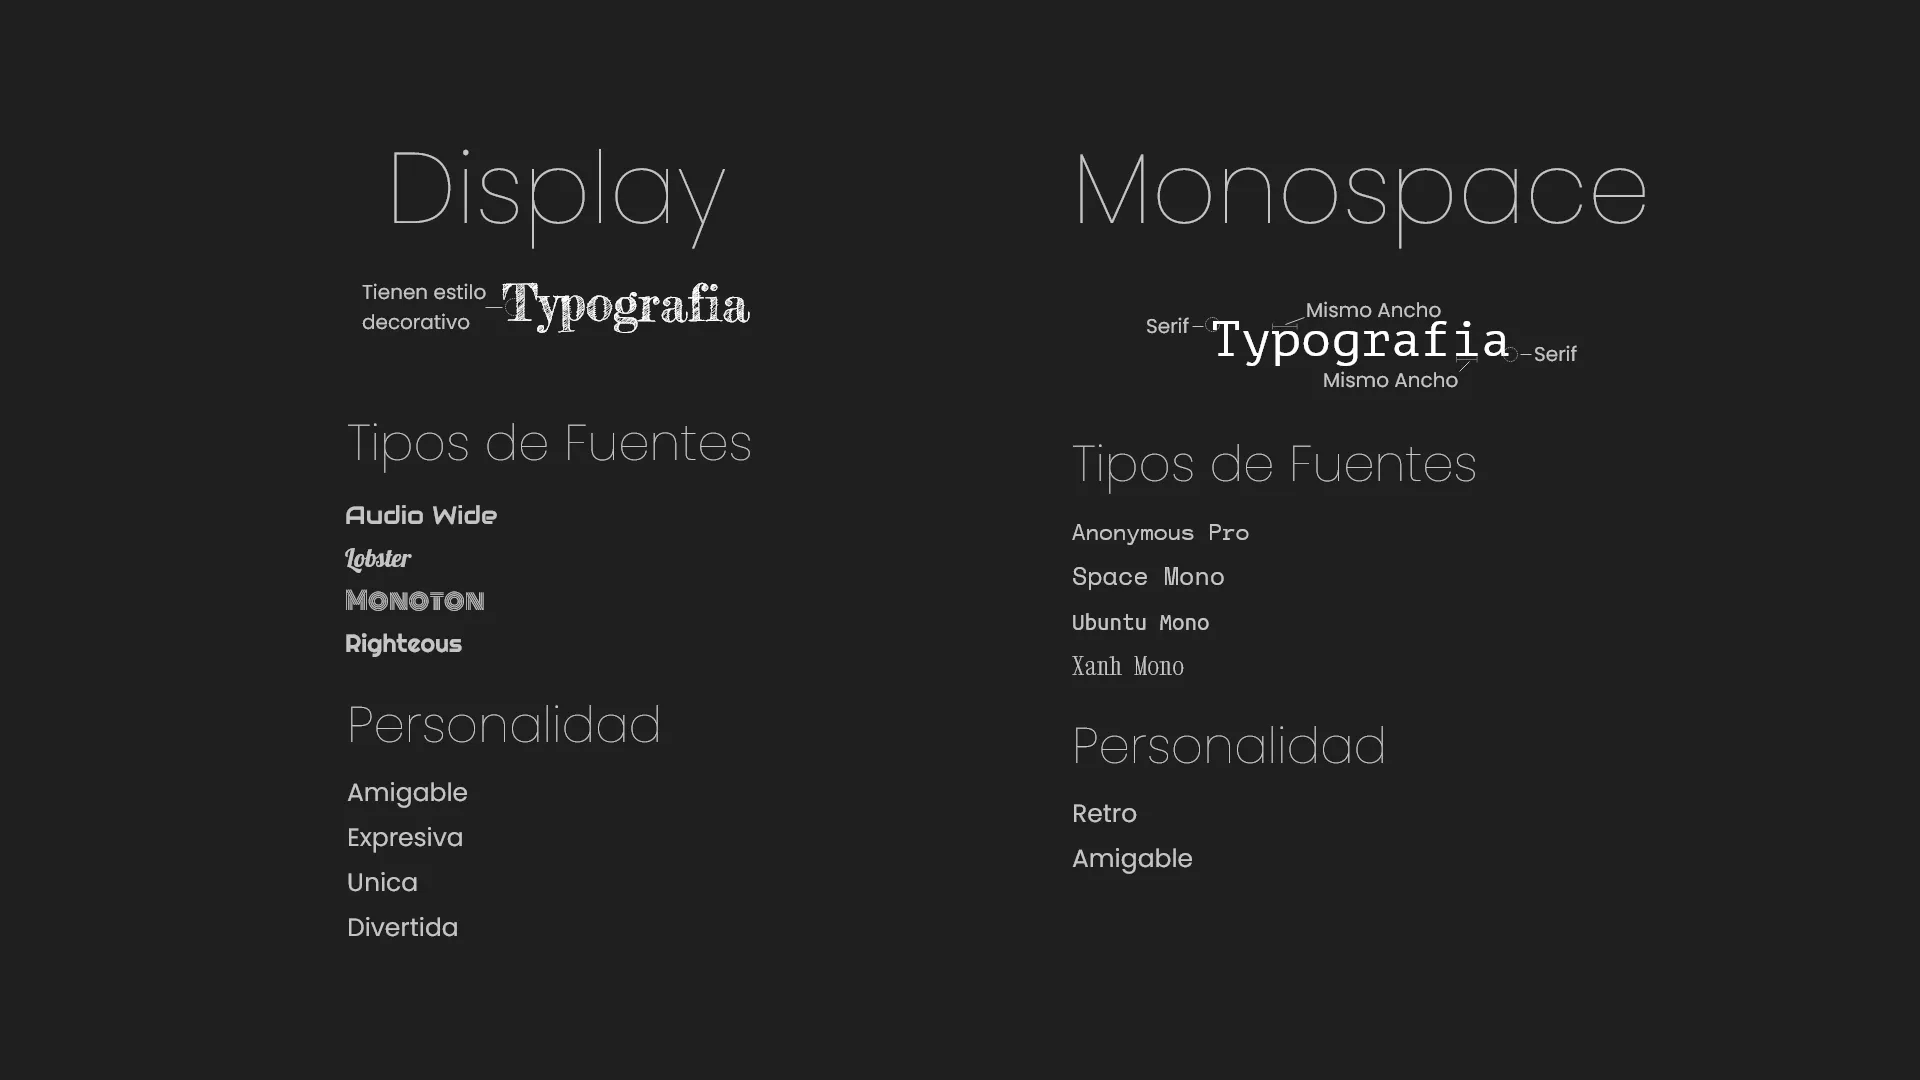 Display
Tienen estilo
decorativo
Typografia
Tipos de Fuentes
Audio Wide
Lobster
MONOTON
Righteous
Personalidad
Amigable
Expresiva
Unica
Divertida
Monospace
Mismo Ancho
Serif
Typografia
Serif
Mismo Ancho
Tipos de Fuentes
Anonymous Pro
Space Mono
Ubuntu Mono
Xanh Mono
Personalidad
Retro
Amigable